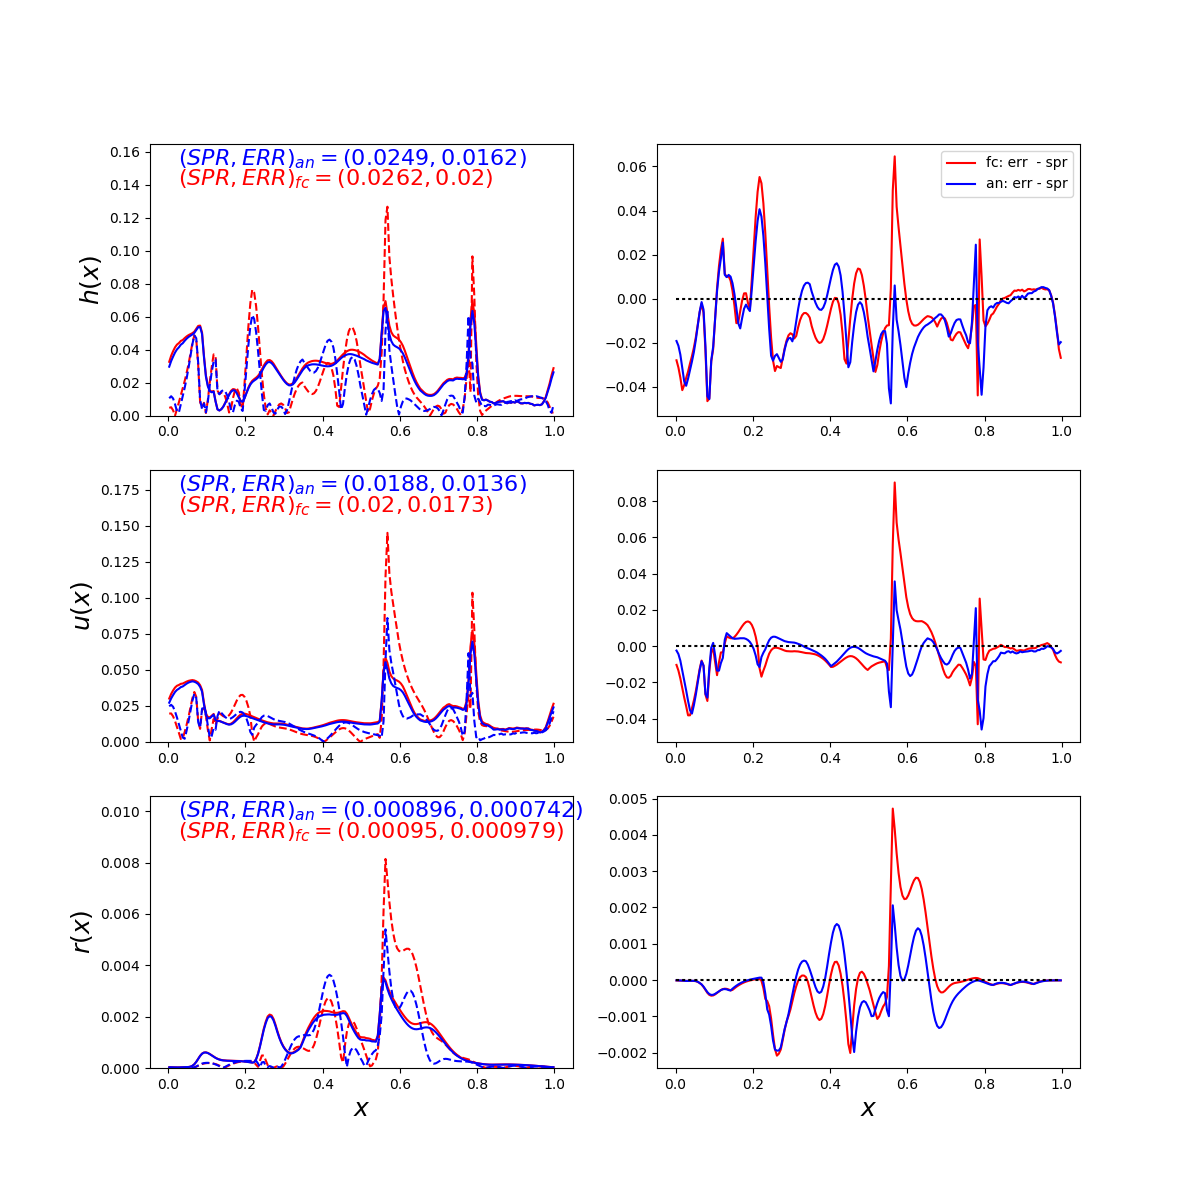 (SPR, ERR)an = (0.0249, 0.0162)
(SPR, ERR)fc = (0.0262, 0.02)
h(x)
0.16
0.14
0.12
0.10
0.08
0.06
0.04
0.02
0.00
0.0 0.2 0.4 0.6 0.8 1.0
fc: err - spr
an: err - spr
0.06
0.04
0.02
0.00
−0.02
−0.04
0.0 0.2 0.4 0.6 0.8 1.0
(SPR, ERR)an = (0.0188, 0.0136)
(SPR, ERR)fc = (0.02, 0.0173)
u(x)
0.175
0.150
0.125
0.100
0.075
0.050
0.025
0.000
0.0 0.2 0.4 0.6 0.8 1.0
0.08
0.06
0.04
0.02
0.00
−0.02
−0.04
0.0 0.2 0.4 0.6 0.8 1.0
(SPR, ERR)an = (0.000896, 0.000742)
(SPR, ERR)fc = (0.00095, 0.000979)
r(x)
0.010
0.008
0.006
0.004
0.002
0.000
0.0 0.2 0.4 0.6 0.8 1.0
x
0.005
0.004
0.003
0.002
0.001
0.000
−0.001
−0.002
0.0 0.2 0.4 0.6 0.8 1.0
x